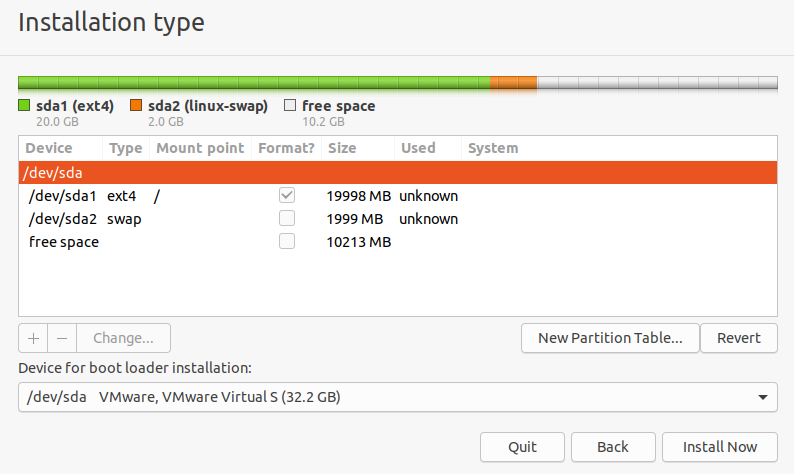 Installation type
sda1 (ext4) sda2 (linux-swap) free space
20.0 GB 2.0 GB 10.2 GB
Device Type Mount point Format? Size Used System
/dev/sda
/dev/sda1 ext4 / 19998 MB unknown
/dev/sda2 swap 1999 MB unknown
free space 10213 MB
+ − Change... New Partition Table... Revert
Device for boot loader installation:
/dev/sda VMware, VMware Virtual S (32.2 GB)
Quit Back Install Now